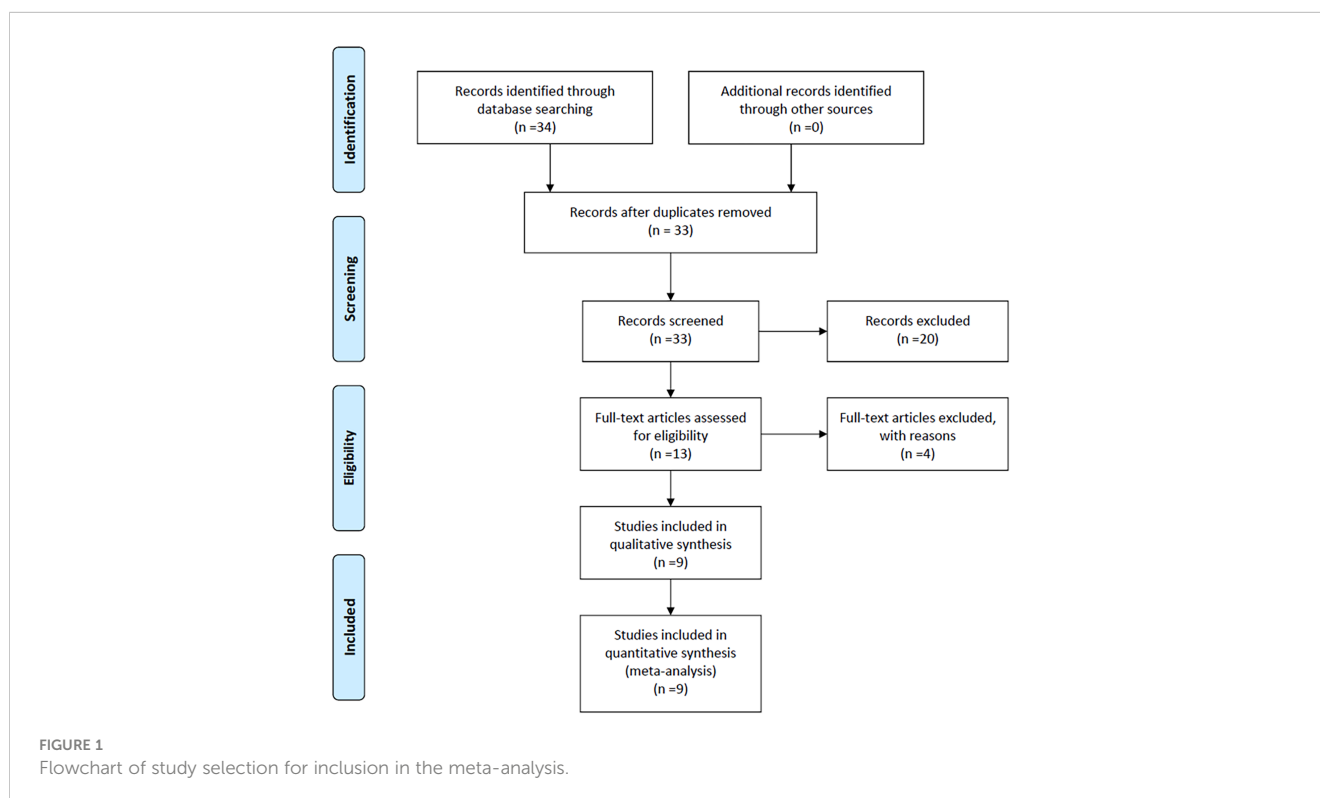 Identification
Records identified through
database searching
(n =34)
Additional records identified
through other sources
(n =0)
Records after duplicates removed
(n = 33)
Screening
Records screened
(n =33)
Records excluded
(n =20)
Eligibility
Full-text articles assessed
for eligibility
(n =13)
Full-text articles excluded,
with reasons
(n =4)
Studies included in
qualitative synthesis
(n =9)
Included
Studies included in
quantitative synthesis
(meta-analysis)
(n =9)
FIGURE 1
Flowchart of study selection for inclusion in the meta-analysis.